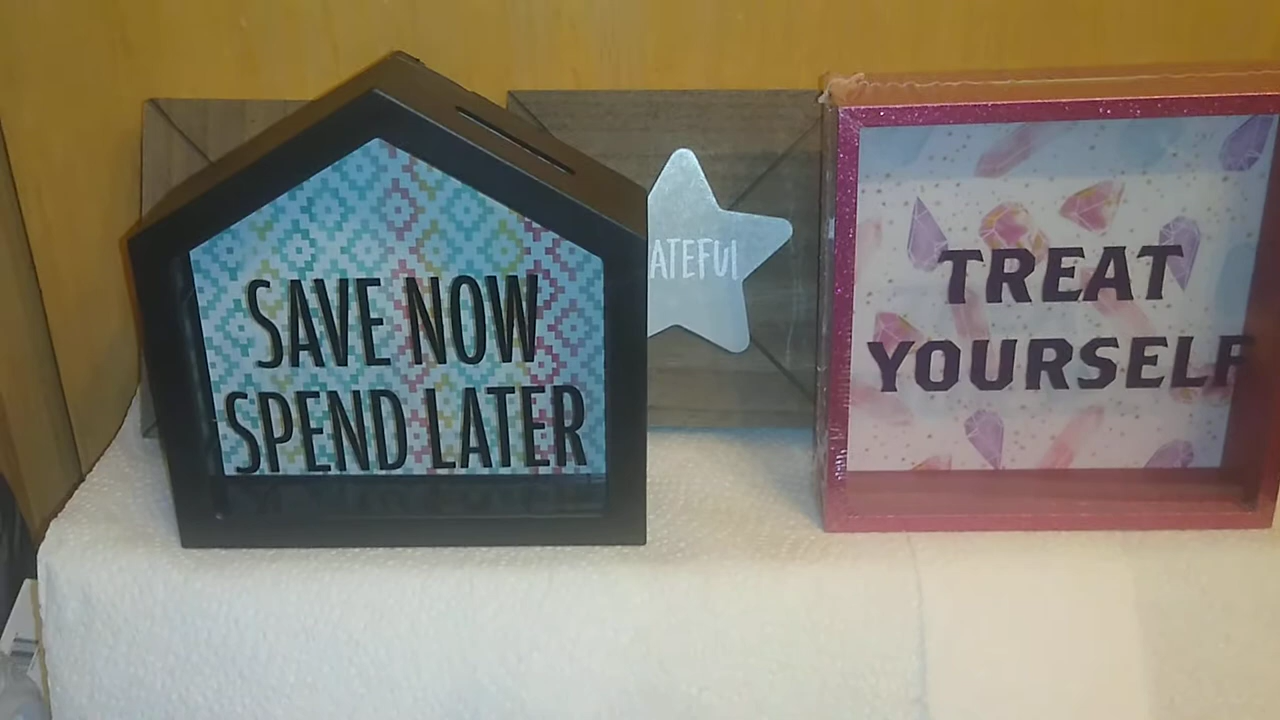 SAVE NOW
SPEND LATER
ATEFUL
TREAT
YOURSELF